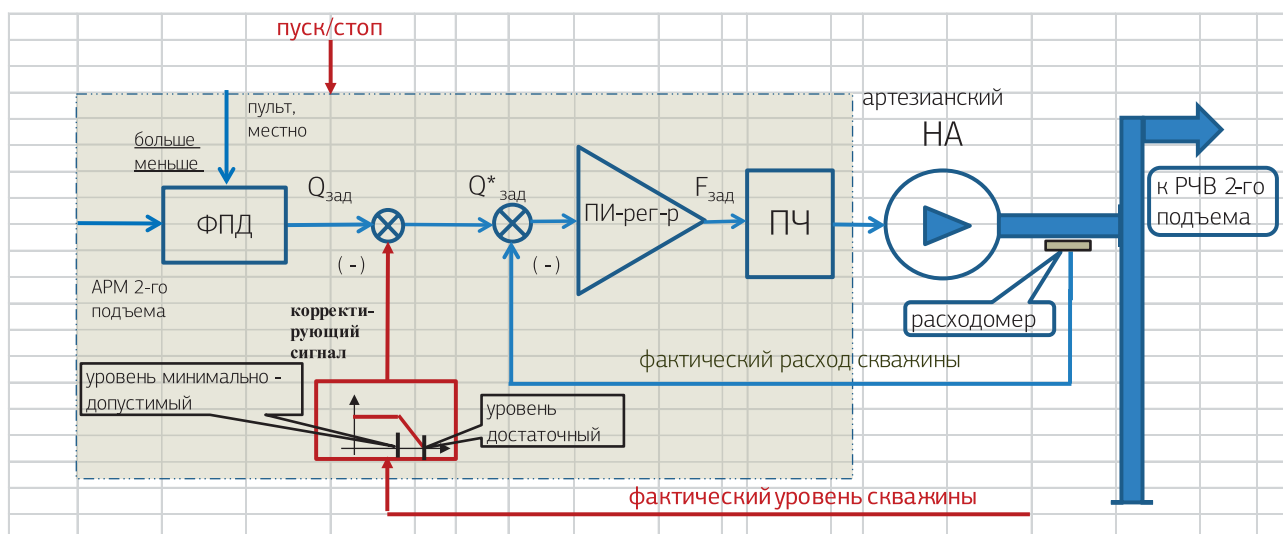 пуск/стоп
пульт,
местно
больше
меньше
артезианский
НА
Qзад
Q*зад
Fзад
ФПД
ПИ-рег-р
ПЧ
к РЧВ 2-го
подъема
( - )
( - )
АРМ 2-го
подъема
корректи-
рующий
сигнал
расходомер
фактический расход скважины
уровень минимально -
допустимый
уровень
достаточный
фактический уровень скважины